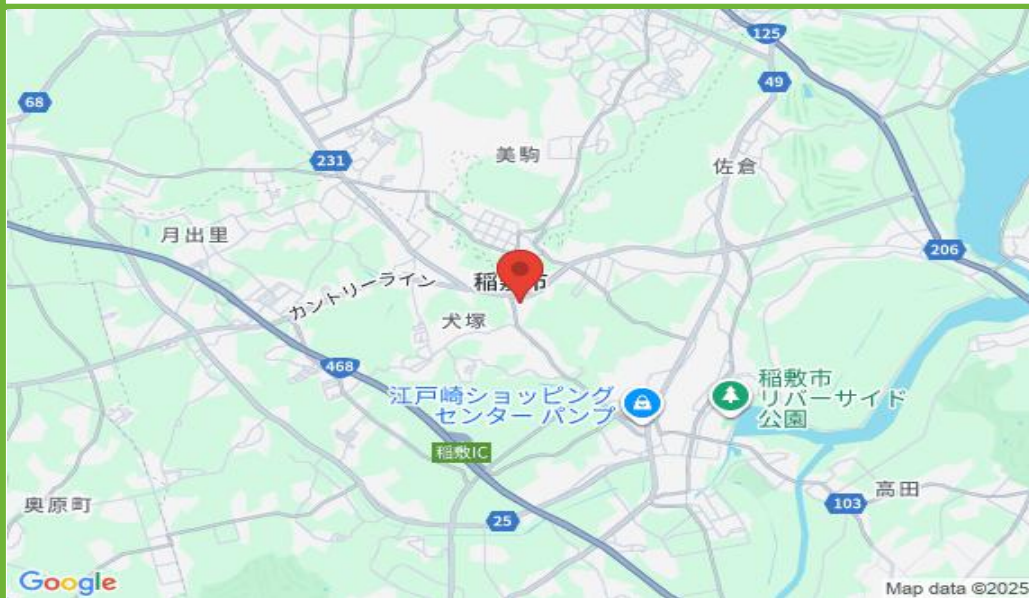 125
49
68
美駒
231
佐倉
月出里
206
稲敷市
カントリーライン
犬塚
468
江戸崎ショッピング
センター パンプ
稲敷市
リバーサイド
公園
稲敷IC
高田
奥原町
103
25
Google
Map data ©2025